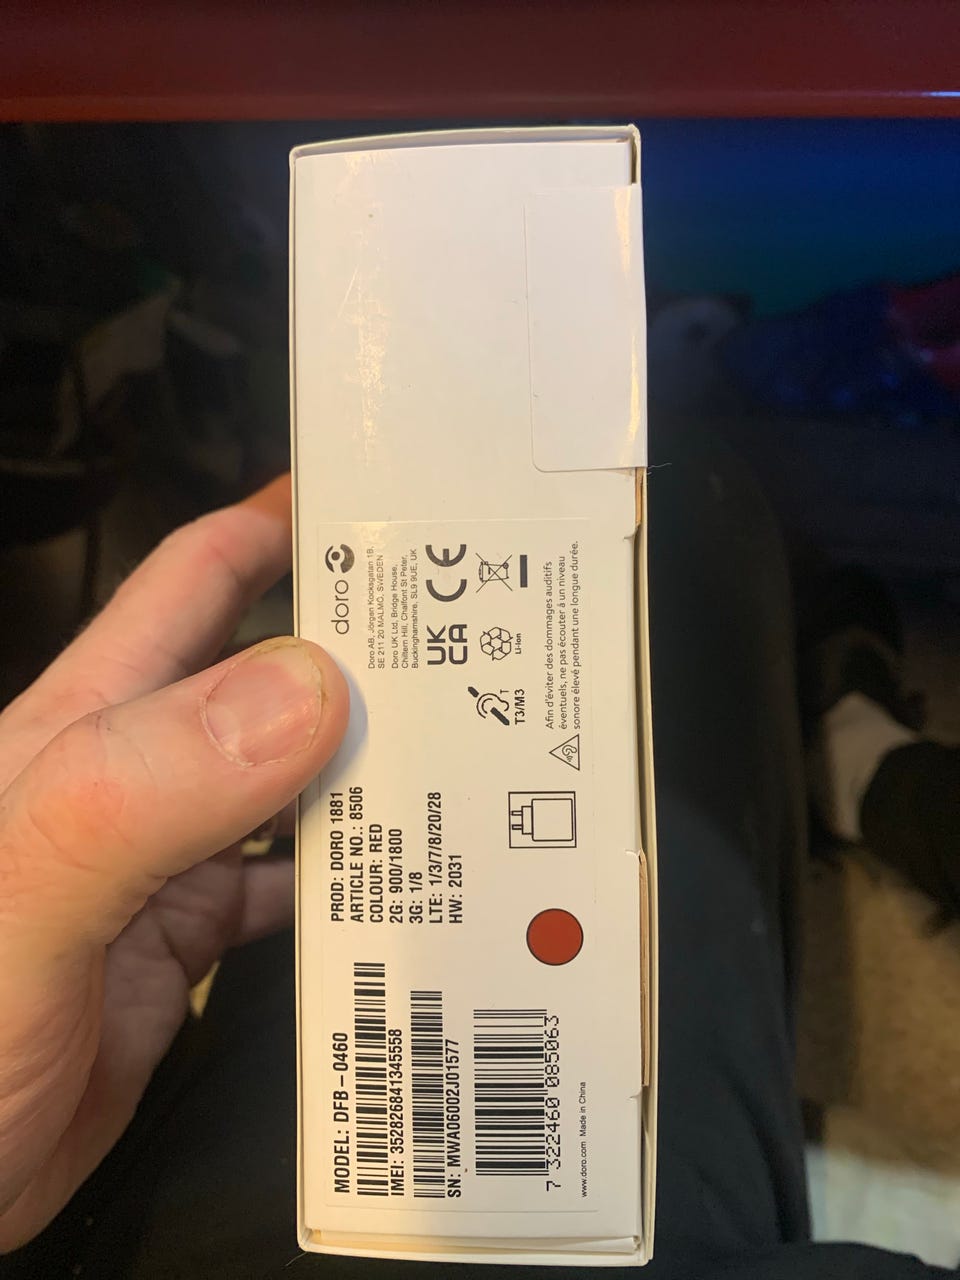 doro
Doro AB, Jörgen Kocksgatan 1B,
SE 211 20 MALMÖ, SWEDEN
Doro UK Ltd. Bridge House,
Chiltern Hill, Chalfont St Peter,
Buckinghamshire, SL9 9UE, UK
UK
CA
CE
Li-ion
T
T3/M3
Afin d'éviter des dommages auditifs
éventuels, ne pas écouter à un niveau
sonore élevé pendant une longue durée.
PROD: DORO 1881
ARTICLE NO.: 8506
COLOUR: RED
2G: 900/1800
3G: 1/8
LTE: 1/3/7/8/20/28
HW: 2031
MODEL: DFB-0460
IMEI: 352826841345558
SN: MWA06002J01577
7 322460 085063
www.doro.com Made in China